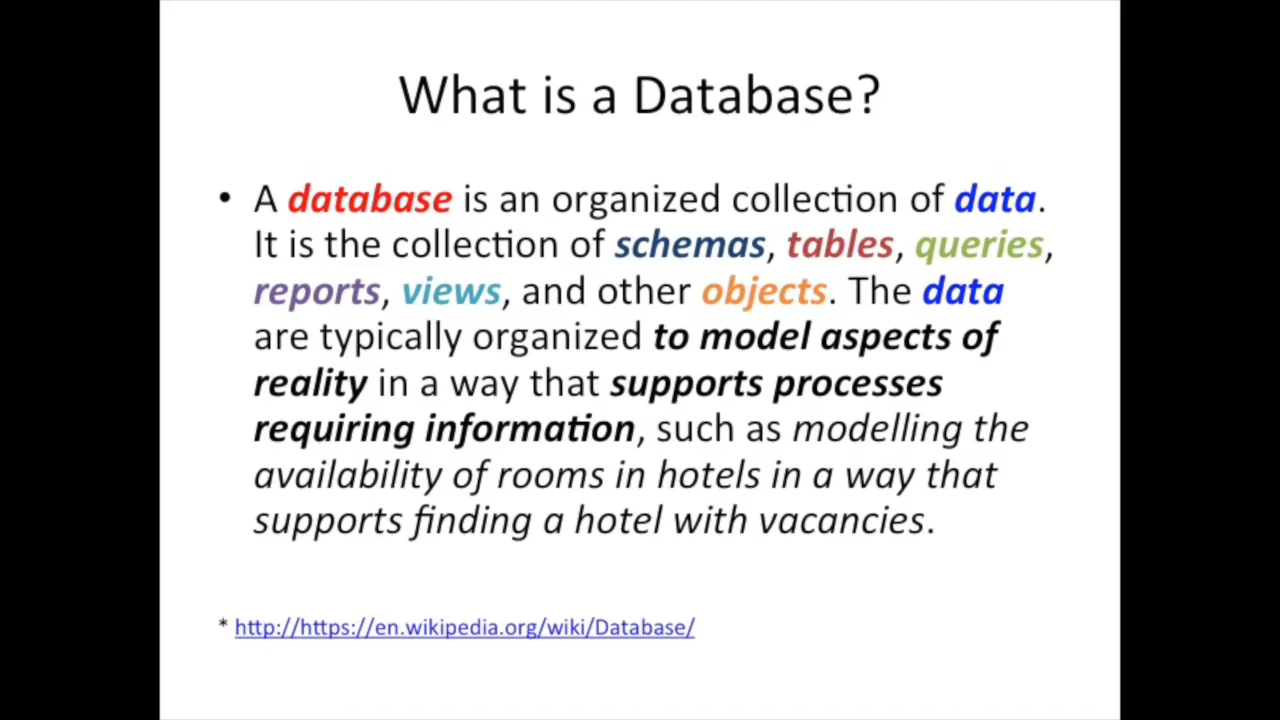 What is a Database?
• A database is an organized collection of data.
It is the collection of schemas, tables, queries,
reports, views, and other objects. The data
are typically organized to model aspects of
reality in a way that supports processes
requiring information, such as modelling the
availability of rooms in hotels in a way that
supports finding a hotel with vacancies.
* http://https://en.wikipedia.org/wiki/Database/